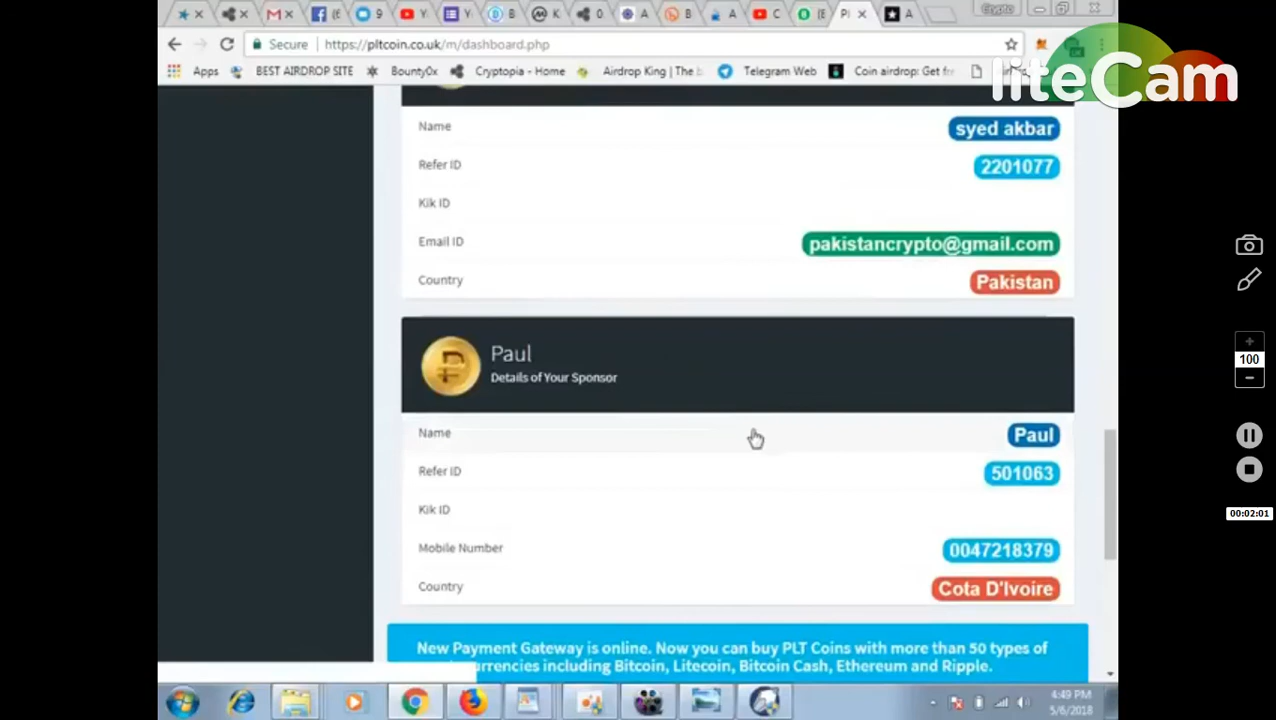 Crypto
Secure https://pltcoin.co.uk/m/dashboard.php
Apps BEST AIRDROP SITE Bounty0x Cryptopia - Home Airdrop King | The b Telegram Web Coin airdrop: Get fr
liteCam
Name syed akbar
Refer ID 2201077
Kik ID
Email ID pakistancrypto@gmail.com
Country Pakistan
Paul
Details of Your Sponsor
Name Paul
Refer ID 501063
Kik ID
Mobile Number 0047218379
Country Cota D'Ivoire
New Payment Gateway is online. Now you can buy PLT Coins with more than 50 types of
currencies including Bitcoin, Litecoin, Bitcoin Cash, Ethereum and Ripple.
100
00:02:01
4:49 PM
5/6/2018